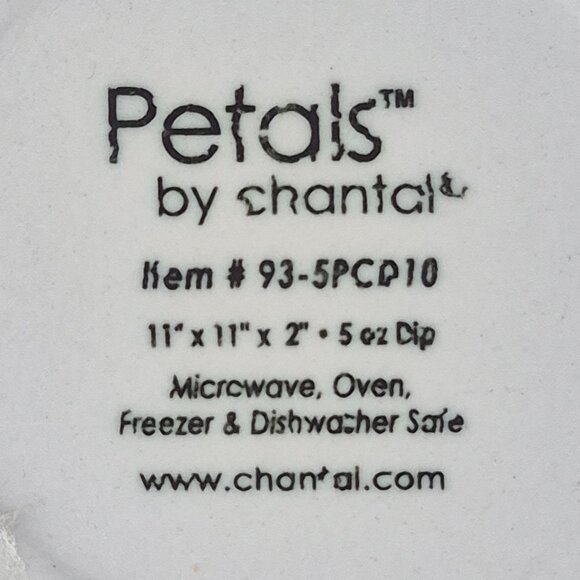 Petals™
by chantal®
Item # 93-5PCD10
11" x 11" x 2" • 5 oz Dip
Microwave, Oven,
Freezer & Dishwasher Safe
www.chantal.com